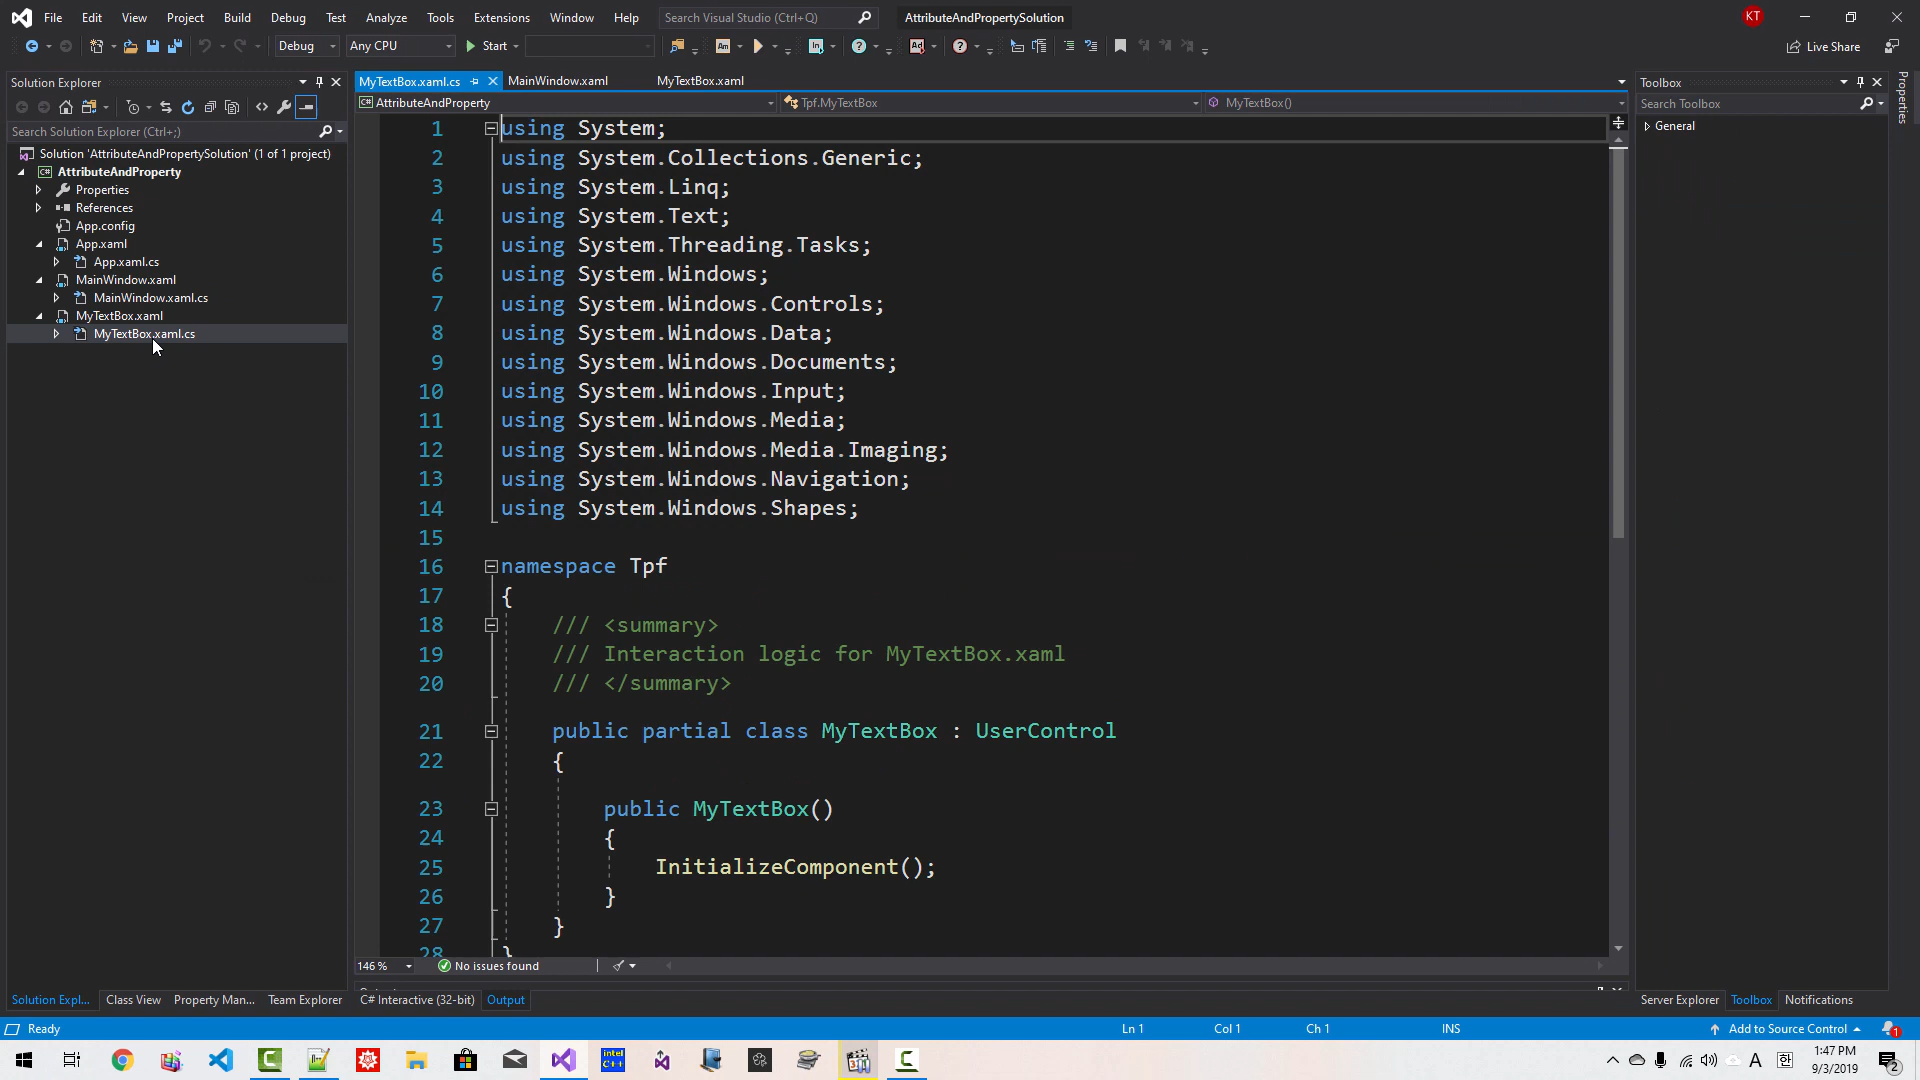 File Edit View Project Build Debug Test Analyze Tools Extensions Window Help Search Visual Studio (Ctrl+Q) AttributeAndPropertySolution KT
Debug Any CPU Start Live Share
Solution Explorer
Search Solution Explorer (Ctrl+;)
Solution 'AttributeAndPropertySolution' (1 of 1 project)
AttributeAndProperty
Properties
References
App.config
App.xaml
App.xaml.cs
MainWindow.xaml
MainWindow.xaml.cs
MyTextBox.xaml
MyTextBox.xaml.cs
MyTextBox.xaml.cs MainWindow.xaml MyTextBox.xaml
AttributeAndProperty Tpf.MyTextBox MyTextBox()
1 using System;
2 using System.Collections.Generic;
3 using System.Linq;
4 using System.Text;
5 using System.Threading.Tasks;
6 using System.Windows;
7 using System.Windows.Controls;
8 using System.Windows.Data;
9 using System.Windows.Documents;
10 using System.Windows.Input;
11 using System.Windows.Media;
12 using System.Windows.Media.Imaging;
13 using System.Windows.Navigation;
14 using System.Windows.Shapes;
15
16 namespace Tpf
17 {
18 /// <summary>
19 /// Interaction logic for MyTextBox.xaml
20 /// </summary>
21 public partial class MyTextBox : UserControl
22 {
23 public MyTextBox()
24 {
25 InitializeComponent();
26 }
27 }
28 }
146 % No issues found
Toolbox
Search Toolbox
General
Properties
Solution Expl... Class View Property Man... Team Explorer C# Interactive (32-bit) Output
Server Explorer Toolbox Notifications
Ready Ln 1 Col 1 Ch 1 INS Add to Source Control 1
intel C++
A 한 1:47 PM
9/3/2019 2